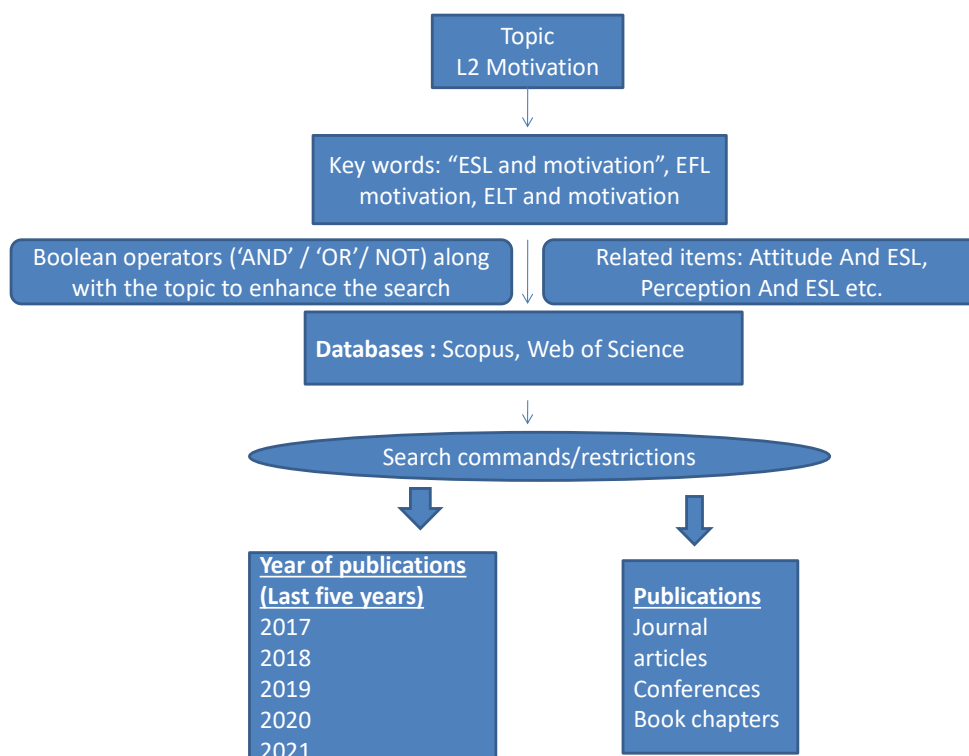 Topic
L2 Motivation
Key words: “ESL and motivation”, EFL
motivation, ELT and motivation
Boolean operators (‘AND’ / ‘OR’/ NOT) along
with the topic to enhance the search
Related items: Attitude And ESL,
Perception And ESL etc.
Databases : Scopus, Web of Science
Search commands/restrictions
Year of publications
(Last five years)
2017
2018
2019
2020
2021
Publications
Journal
articles
Conferences
Book chapters